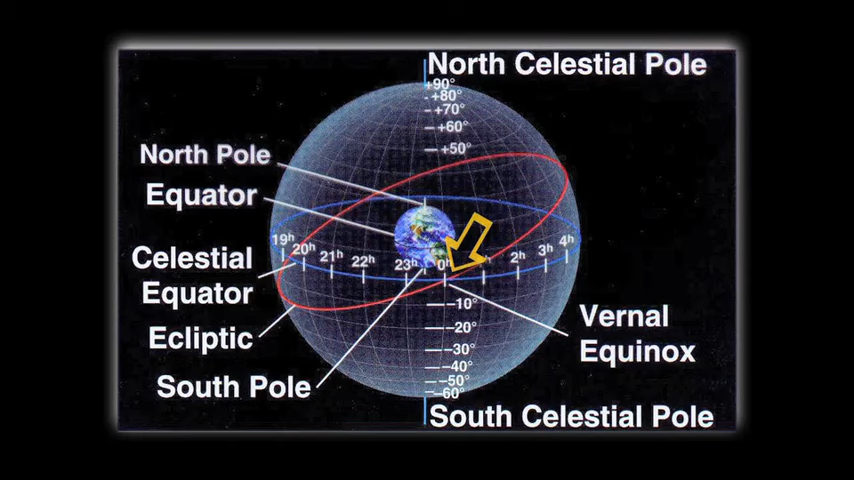 North Celestial Pole
+90°
+80°
+70°
+60°
+50°
North Pole
Equator
19h
20h
21h
22h
23h
0h
2h
3h
4h
Celestial
Equator
Ecliptic
South Pole
Vernal
Equinox
-10°
-20°
-30°
-40°
-50°
-60°
South Celestial Pole